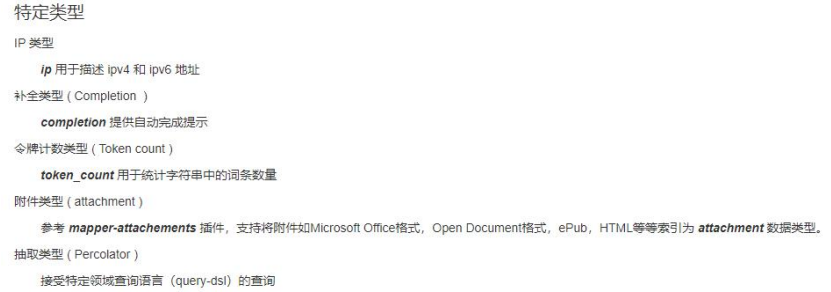 特定类型
IP 类型
ip 用于描述 ipv4 和 ipv6 地址
补全类型 ( Completion )
completion 提供自动完成提示
令牌计数类型 ( Token count )
token_count 用于统计字符串中的词条数量
附件类型 ( attachment )
参考 mapper-attachements 插件，支持将附件如Microsoft Office格式，Open Document格式，ePub，HTML等等索引为 attachment 数据类型。
抽取类型 ( Percolator )
接受特定领域查询语言（query-dsl）的查询